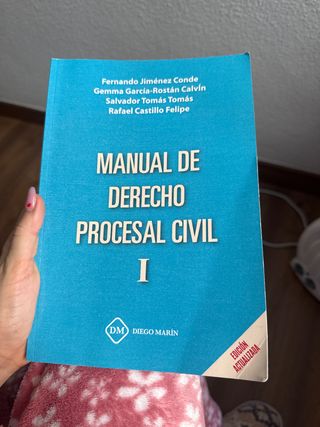 Fernando Jiménez Conde
Gemma García-Rostán Calvín
Salvador Tomás Tomás
Rafael Castillo Felipe
MANUAL DE
DERECHO
PROCESAL CIVIL
I
DM DIEGO MARÍN
EDICIÓN
ACTUALIZADA